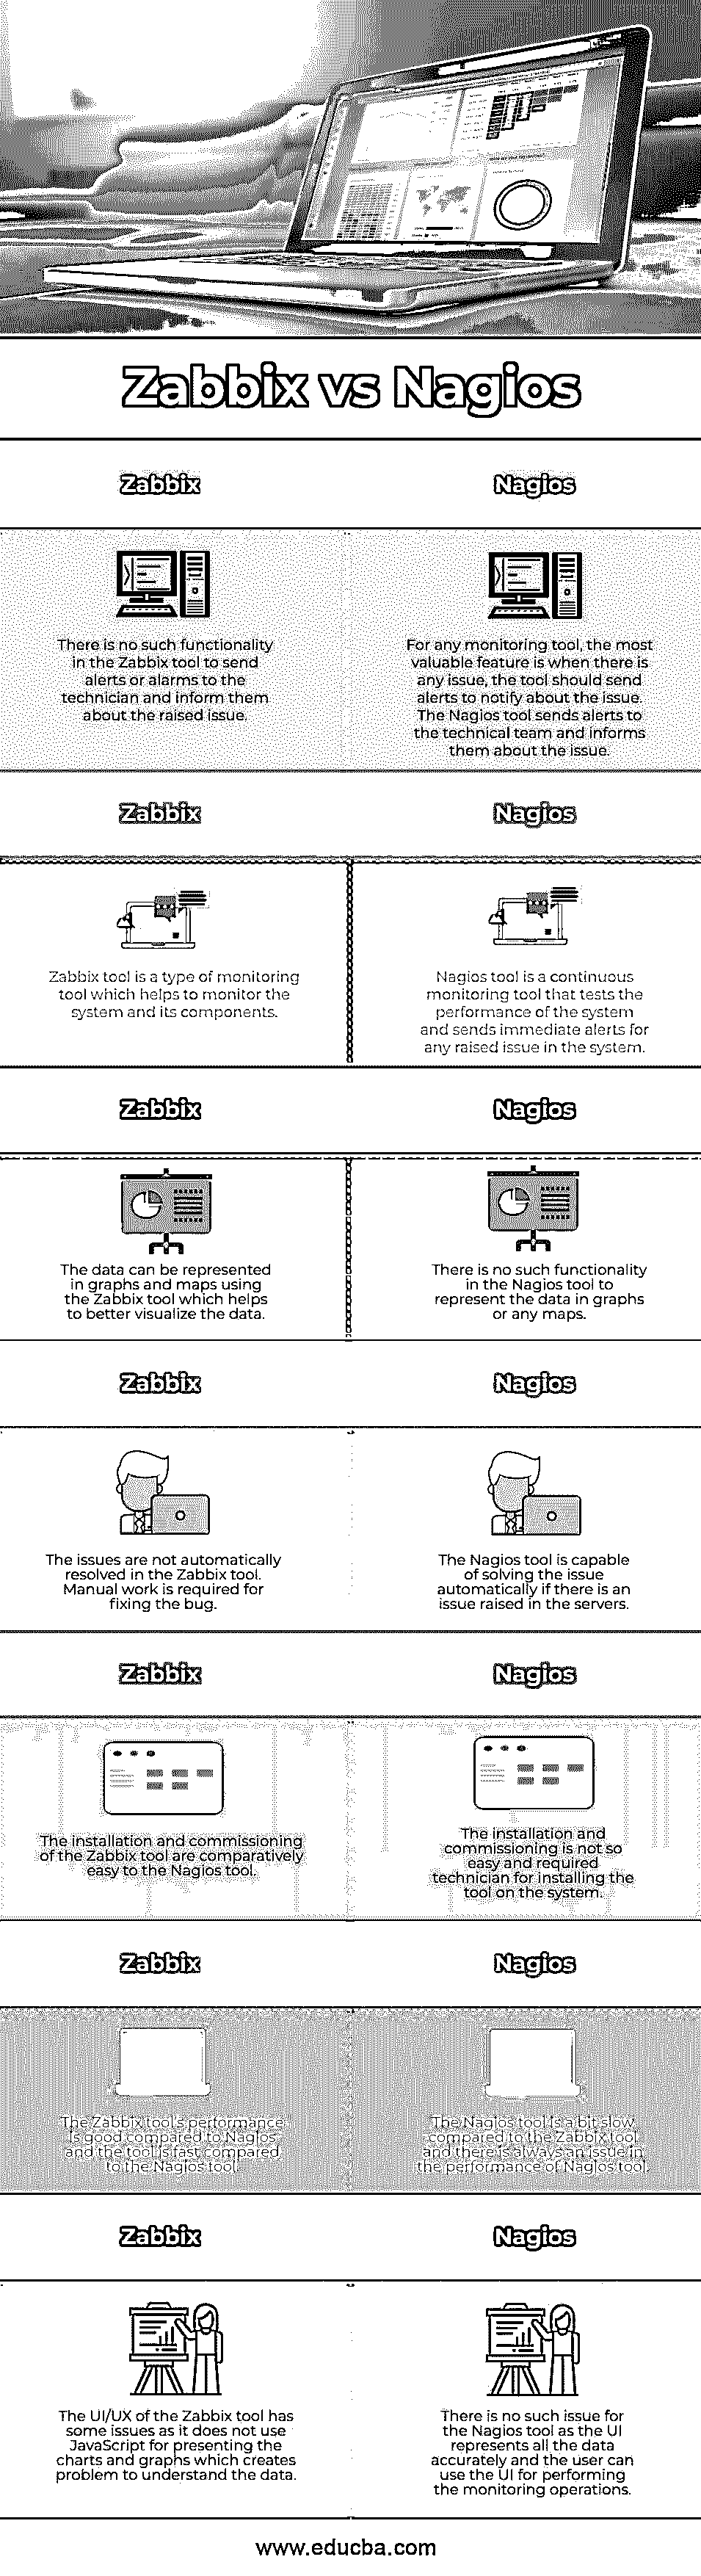 Zabbix vs Nagios
Zabbix
Nagios
There is no such functionality
in the Zabbix tool to send
alerts or alarms to the
technician and inform them
about the raised issue.
For any monitoring tool, the most
valuable feature is when there is
any issue, the tool should send
alerts to notify about the issue.
The Nagios tool sends alerts to
the technical team and informs
them about the issue.
Zabbix
Nagios
Zabbix tool is a type of monitoring
tool which helps to monitor the
system and its components.
Nagios tool is a continuous
monitoring tool that tests the
performance of the system
and sends immediate alerts for
any raised issue in the system.
Zabbix
Nagios
The data can be represented
in graphs and maps using
the Zabbix tool which helps
to better visualize the data.
There is no such functionality
in the Nagios tool to
represent the data in graphs
or any maps.
Zabbix
Nagios
The issues are not automatically
resolved in the Zabbix tool.
Manual work is required for
fixing the bug.
The Nagios tool is capable
of solving the issue
automatically if there is an
issue raised in the servers.
Zabbix
Nagios
The installation and commissioning
of the Zabbix tool are comparatively
easy to the Nagios tool.
The installation and
commissioning is not so
easy and required
technician for installing the
tool on the system.
Zabbix
Nagios
The Zabbix tool's performance
is good compared to Nagios
and the tool is fast compared
to the Nagios tool.
The Nagios tool is a bit slow
compared to the Zabbix tool
and there is always an issue in
the performance of Nagios tool.
Zabbix
Nagios
The UI/UX of the Zabbix tool has
some issues as it does not use
JavaScript for presenting the
charts and graphs which creates
problem to understand the data.
There is no such issue for
the Nagios tool as the UI
represents all the data
accurately and the user can
use the UI for performing
the monitoring operations.
www.educba.com